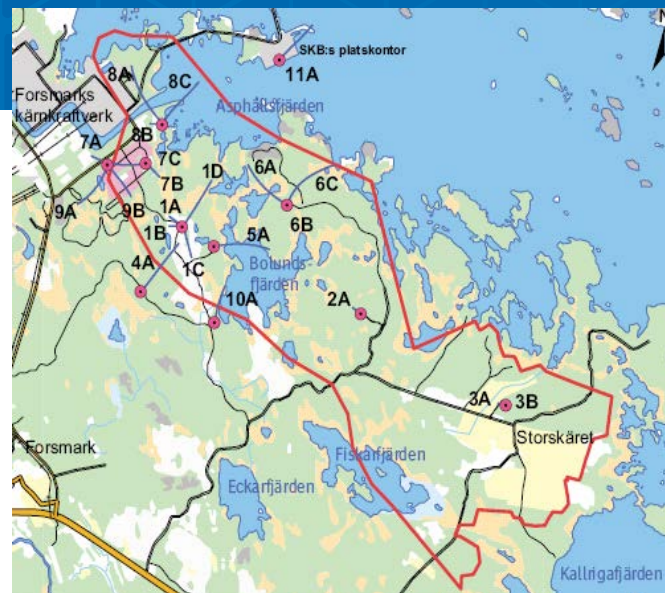 N
SKB:s platskontor
11A
8A
8C
Forsmarks
kärnkraftverk
Asphällsfjärden
8B
7A
7C
7B
1D
6A
6C
9A
9B
1A
1B
6B
5A
1C
Bolunds-
fjärden
4A
10A
2A
3A
3B
Storskäret
Forsmark
Fiskarfjärden
Eckarfjärden
Kallrigafjärden